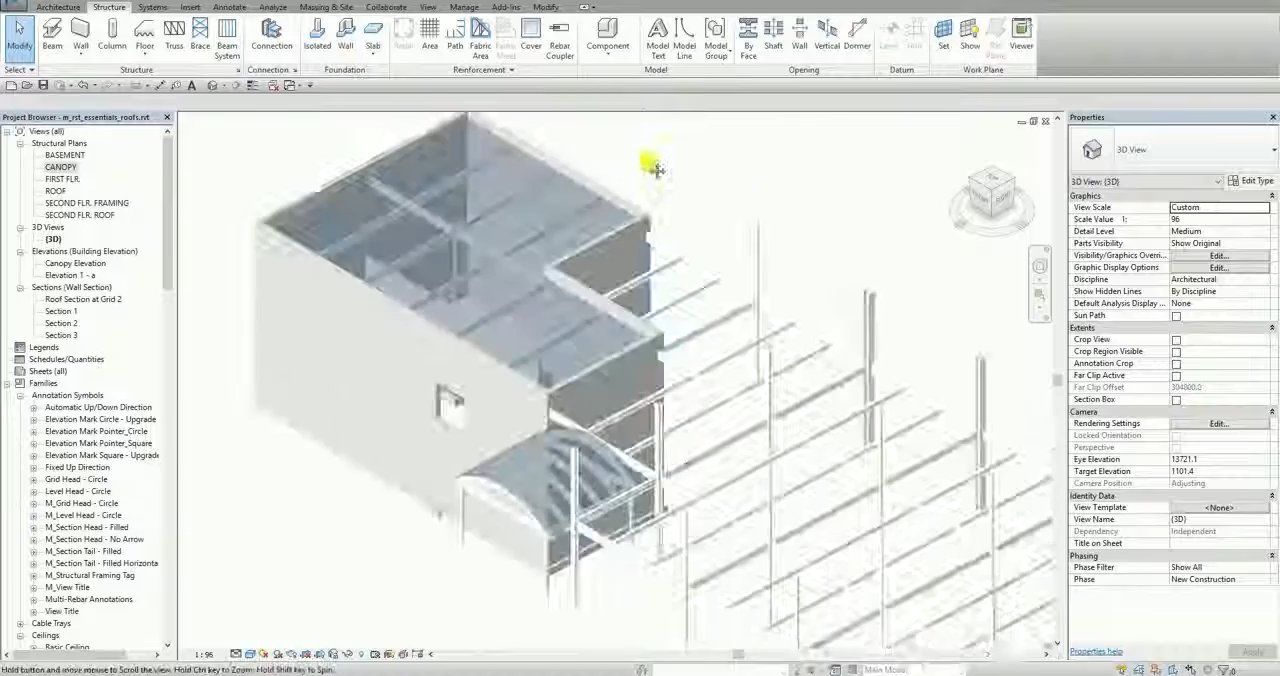 Architecture Structure Systems Insert Annotate Analyze Massing & Site Collaborate View Manage Add-Ins Modify
Modify Beam Wall Column Floor Truss Brace Beam System Connection Isolated Wall Slab Rebar Area Path Fabric Area Fabric Sheet Cover Rebar Coupler Component Model Text Model Line Model Group By Face Shaft Wall Vertical Dormer Level Grid Set Show Ref Plane Viewer
Select Structure Connection Foundation Reinforcement Model Opening Datum Work Plane
Project Browser - m_rst_essentials_roofs.rvt
Views (all)
Structural Plans
BASEMENT
CANOPY
FIRST FLR.
ROOF
SECOND FLR. FRAMING
SECOND FLR. ROOF
3D Views
{3D}
Elevations (Building Elevation)
Canopy Elevation
Elevation 1 - a
Sections (Wall Section)
Roof Section at Grid 2
Section 1
Section 2
Section 3
Legends
Schedules/Quantities
Sheets (all)
Families
Annotation Symbols
Automatic Up/Down Direction
Elevation Mark Circle - Upgrade
Elevation Mark Pointer_Circle
Elevation Mark Pointer_Square
Elevation Mark Square - Upgrade
Fixed Up Direction
Grid Head - Circle
Level Head - Circle
M_Grid Head - Circle
M_Level Head - Circle
M_Section Head - Filled
M_Section Head - No Arrow
M_Section Tail - Filled
M_Section Tail - Filled Horizonta
M_Structural Framing Tag
M_View Title
Multi-Rebar Annotations
View Title
Cable Trays
Ceilings
Basic Ceiling
1 : 96
Properties
3D View
3D View: {3D} Edit Type
Graphics
View Scale Custom
Scale Value 1: 96
Detail Level Medium
Parts Visibility Show Original
Visibility/Graphics Overri... Edit...
Graphic Display Options Edit...
Discipline Architectural
Show Hidden Lines By Discipline
Default Analysis Display ... None
Sun Path
Extents
Crop View
Crop Region Visible
Annotation Crop
Far Clip Active
Far Clip Offset 304800.0
Section Box
Camera
Rendering Settings Edit...
Locked Orientation
Perspective
Eye Elevation 13721.1
Target Elevation 1101.4
Camera Position Adjusting
Identity Data
View Template <None>
View Name {3D}
Dependency Independent
Title on Sheet
Phasing
Phase Filter Show All
Phase New Construction
Properties help Apply
Hold button and move mouse to Scroll the view. Hold Ctrl key to Zoom: Hold Shift key to Spin. Main Model